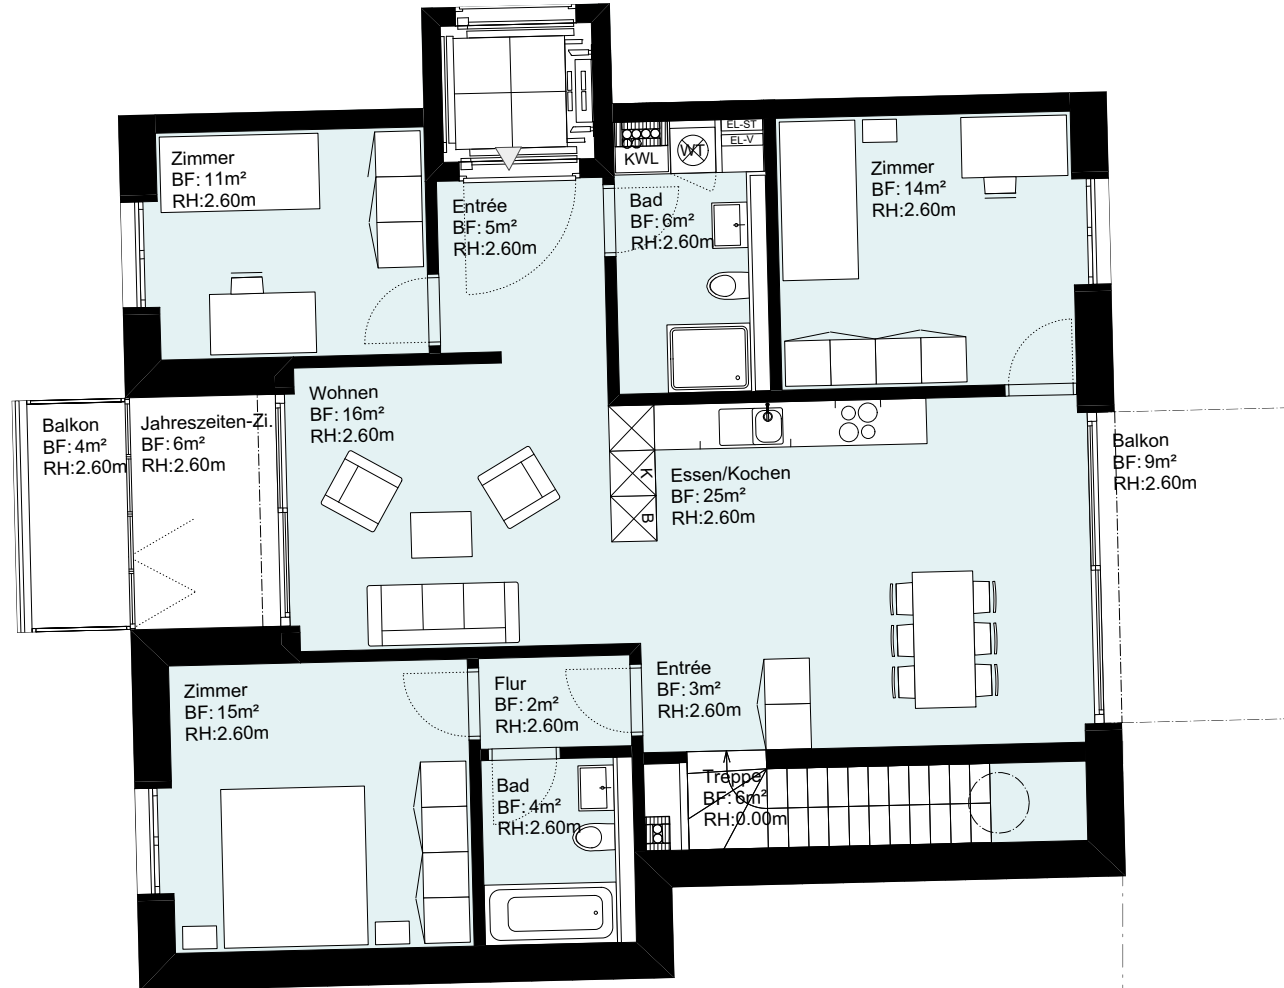 EL-ST
EL-V
KWL
WT
Zimmer
BF: 11m²
RH:2.60m
Entrée
BF: 5m²
RH:2.60m
Bad
BF: 6m²
RH:2.60m
Zimmer
BF: 14m²
RH:2.60m
Wohnen
BF: 16m²
RH:2.60m
Balkon
BF: 4m²
RH:2.60m
Jahreszeiten-Zi.
BF: 6m²
RH:2.60m
K
B
Essen/Kochen
BF: 25m²
RH:2.60m
Balkon
BF: 9m²
RH:2.60m
Zimmer
BF: 15m²
RH:2.60m
Flur
BF: 2m²
RH:2.60m
Entrée
BF: 3m²
RH:2.60m
Bad
BF: 4m²
RH:2.60m
Treppe
BF: 6m²
RH:0.00m